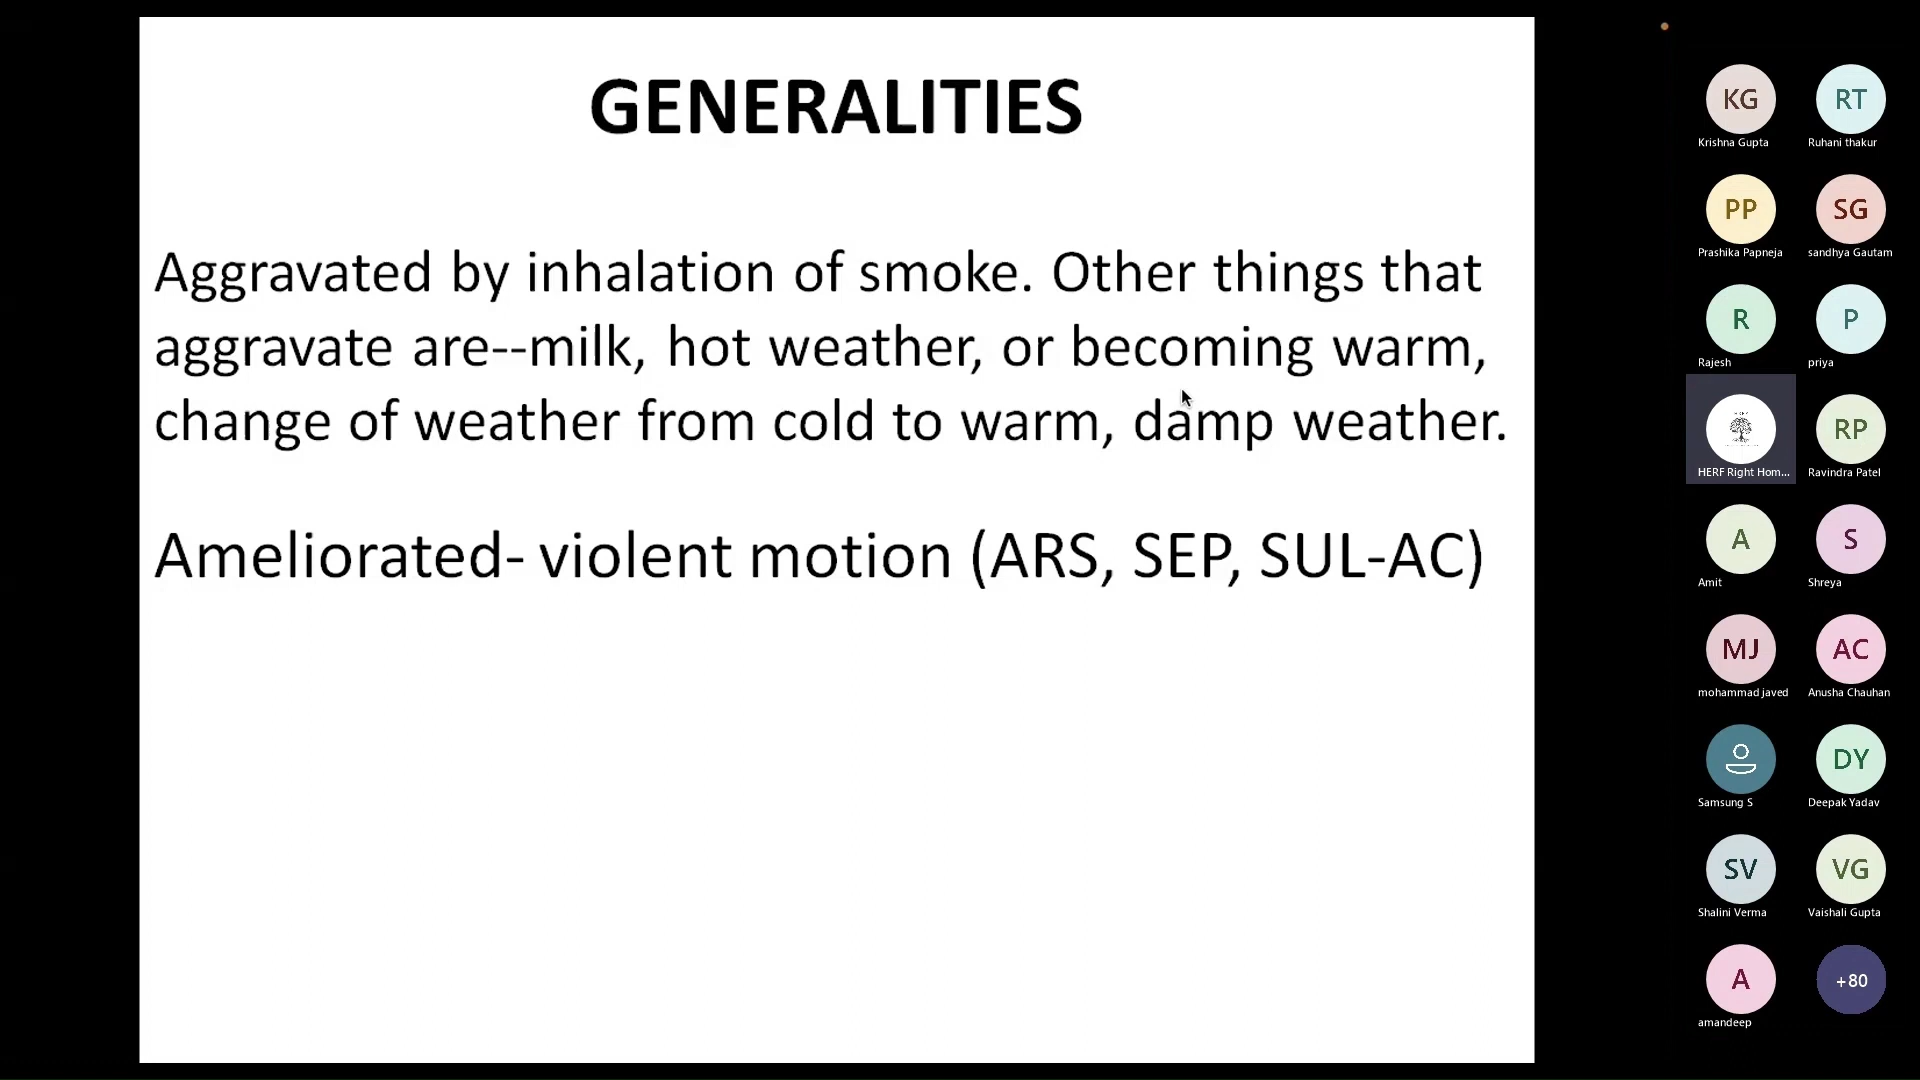 GENERALITIES
Aggravated by inhalation of smoke. Other things that
aggravate are--milk, hot weather, or becoming warm,
change of weather from cold to warm, damp weather.
Ameliorated- violent motion (ARS, SEP, SUL-AC)
KG
Krishna Gupta
RT
Ruhani thakur
PP
Prashika Papneja
SG
sandhya Gautam
R
Rajesh
P
priya
HERF Right Hom...
RP
Ravindra Patel
A
Amit
S
Shreya
MJ
mohammad javed
AC
Anusha Chauhan
Samsung S
DY
Deepak Yadav
SV
Shalini Verma
VG
Vaishali Gupta
A
amandeep
+80